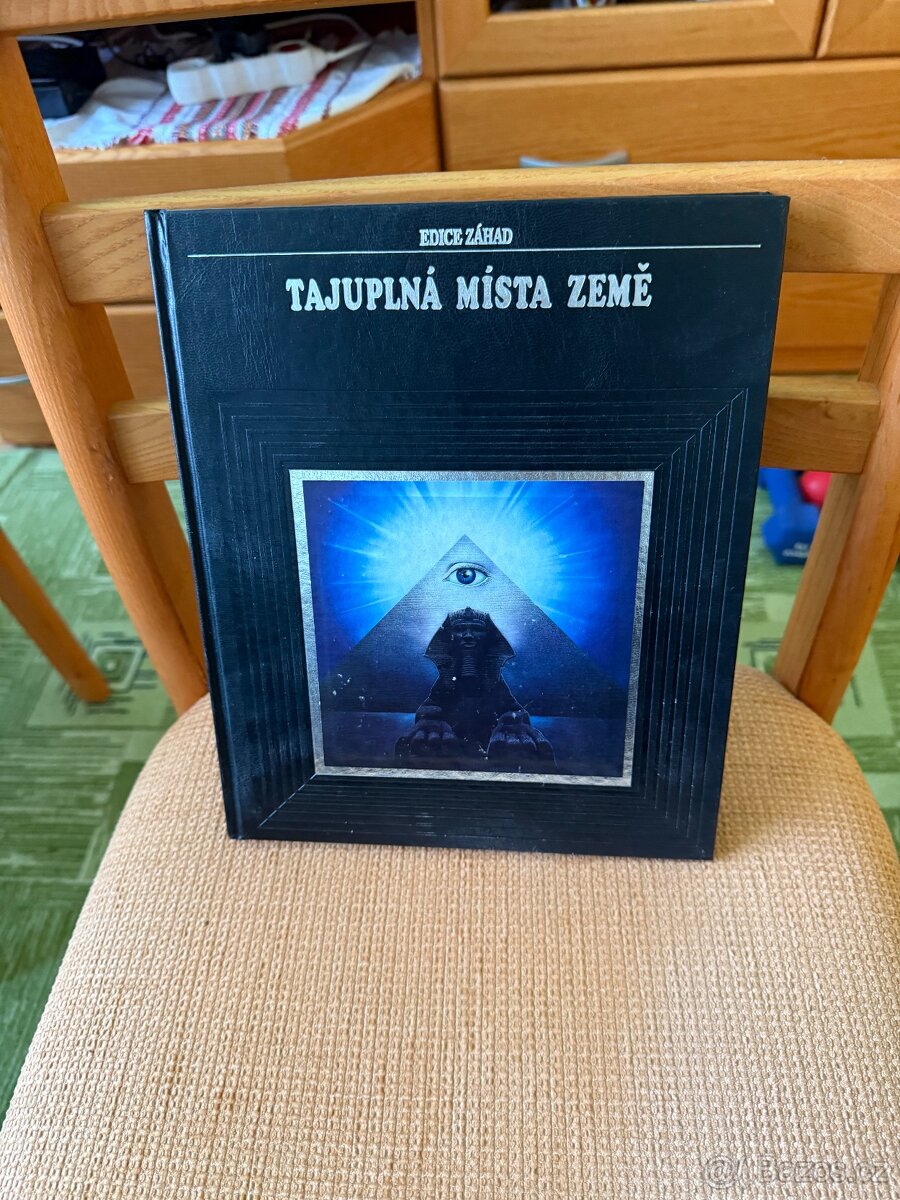 EDICE ZÁHAD
TAJUPLNÁ MÍSTA ZEMĚ
@ Bazos.cz